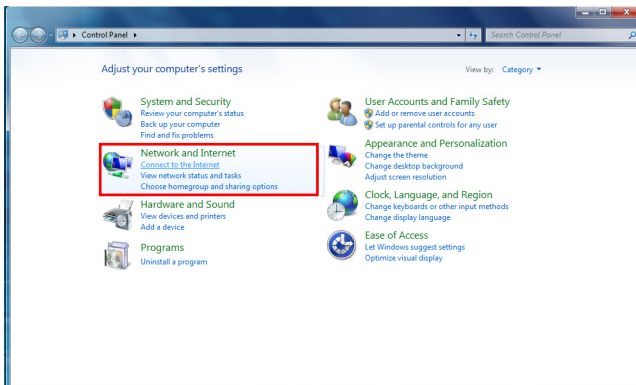 Control Panel
Search Control Panel
Adjust your computer's settings
View by: Category
System and Security
Review your computer's status
Back up your computer
Find and fix problems
Network and Internet
Connect to the Internet
View network status and tasks
Choose homegroup and sharing options
Hardware and Sound
View devices and printers
Add a device
Programs
Uninstall a program
User Accounts and Family Safety
Add or remove user accounts
Set up parental controls for any user
Appearance and Personalization
Change the theme
Change desktop background
Adjust screen resolution
Clock, Language, and Region
Change keyboards or other input methods
Change display language
Ease of Access
Let Windows suggest settings
Optimize visual display